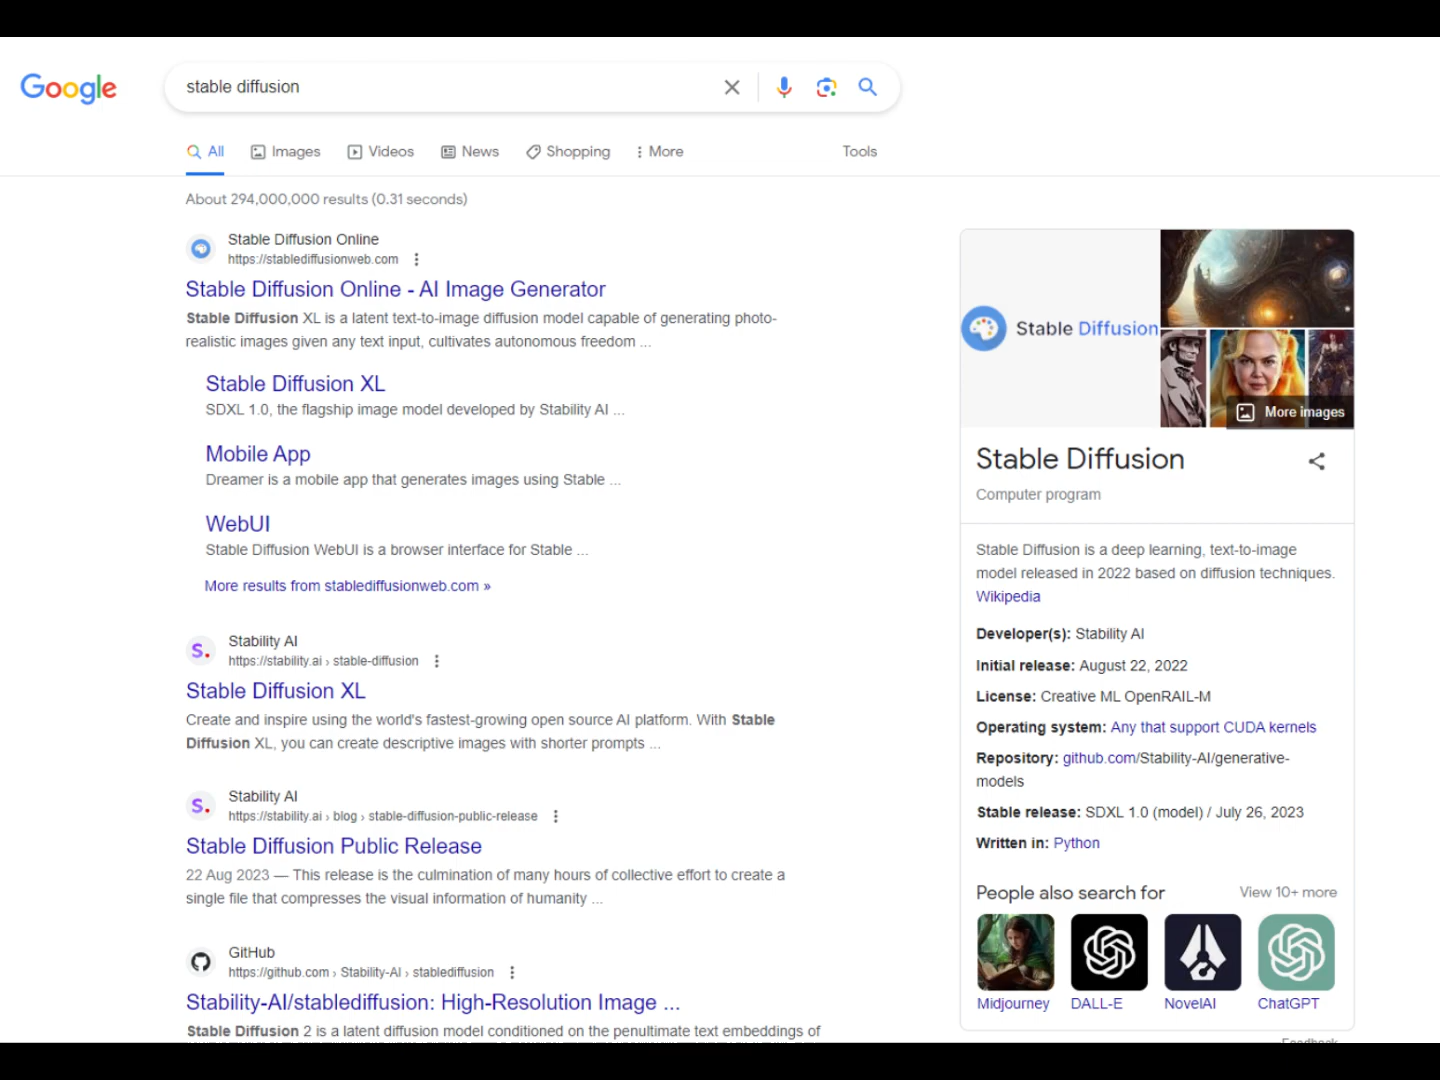 Google
stable diffusion
All Images Videos News Shopping More Tools
About 294,000,000 results (0.31 seconds)
Stable Diffusion Online
https://stablediffusionweb.com
Stable Diffusion Online - AI Image Generator
Stable Diffusion XL is a latent text-to-image diffusion model capable of generating photo-
realistic images given any text input, cultivates autonomous freedom ...
Stable Diffusion XL
SDXL 1.0, the flagship image model developed by Stability AI ...
Mobile App
Dreamer is a mobile app that generates images using Stable ...
WebUI
Stable Diffusion WebUI is a browser interface for Stable ...
More results from stablediffusionweb.com »
S.
Stability AI
https://stability.ai › stable-diffusion
Stable Diffusion XL
Create and inspire using the world's fastest-growing open source AI platform. With Stable
Diffusion XL, you can create descriptive images with shorter prompts ...
S.
Stability AI
https://stability.ai › blog › stable-diffusion-public-release
Stable Diffusion Public Release
22 Aug 2023 — This release is the culmination of many hours of collective effort to create a
single file that compresses the visual information of humanity ...
GitHub
https://github.com › Stability-AI › stablediffusion
Stability-AI/stablediffusion: High-Resolution Image ...
Stable Diffusion 2 is a latent diffusion model conditioned on the penultimate text embeddings of
Stable Diffusion
More images
Stable Diffusion
Computer program
Stable Diffusion is a deep learning, text-to-image
model released in 2022 based on diffusion techniques.
Wikipedia
Developer(s): Stability AI
Initial release: August 22, 2022
License: Creative ML OpenRAIL-M
Operating system: Any that support CUDA kernels
Repository: github.com/Stability-AI/generative-
models
Stable release: SDXL 1.0 (model) / July 26, 2023
Written in: Python
People also search for View 10+ more
Midjourney DALL-E NovelAI ChatGPT